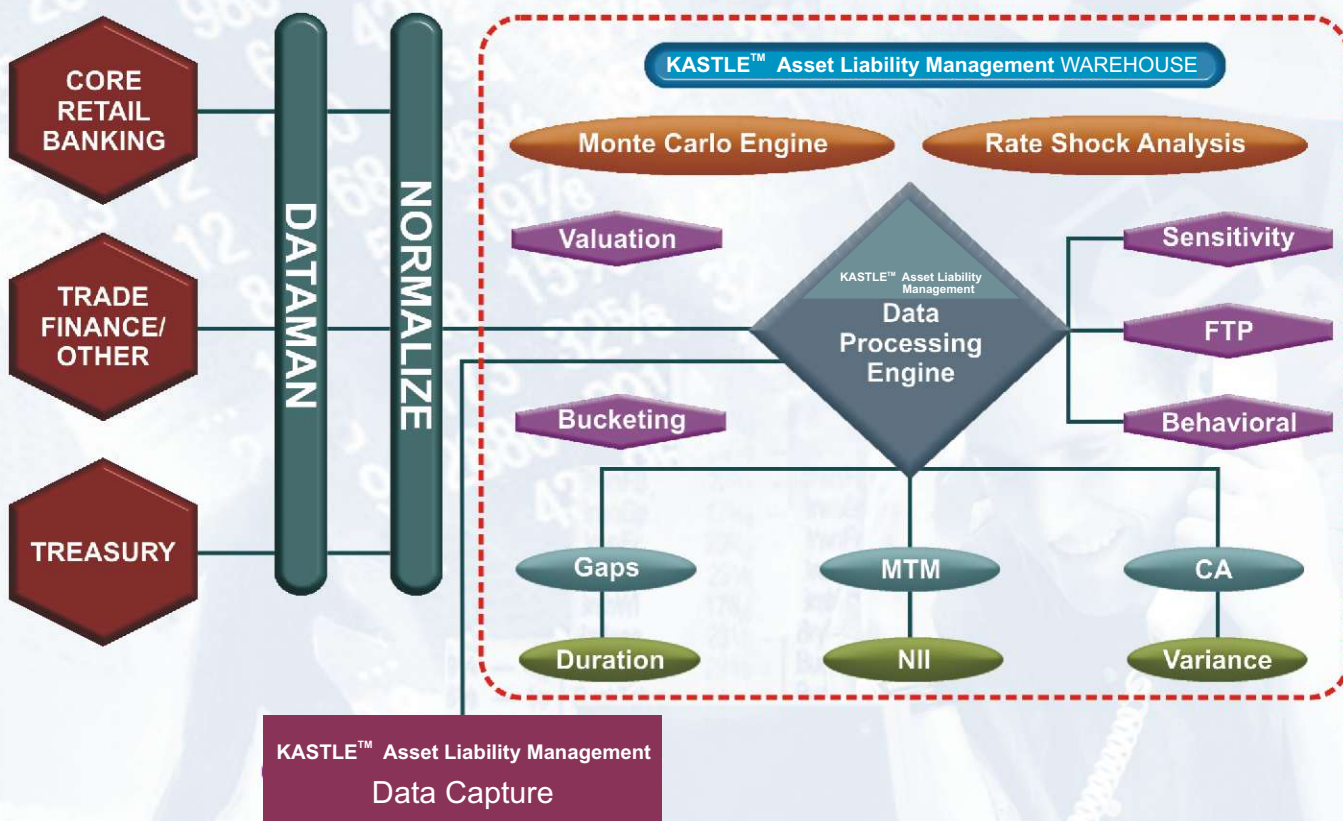 CORE
RETAIL
BANKING
TRADE
FINANCE/
OTHER
TREASURY
DATAMAN
NORMALIZE
KASTLE™ Asset Liability Management WAREHOUSE
Monte Carlo Engine
Rate Shock Analysis
Valuation
Bucketing
KASTLE™ Asset Liability
Management
Data
Processing
Engine
Sensitivity
FTP
Behavioral
Gaps
MTM
CA
Duration
NII
Variance
KASTLE™ Asset Liability Management
Data Capture